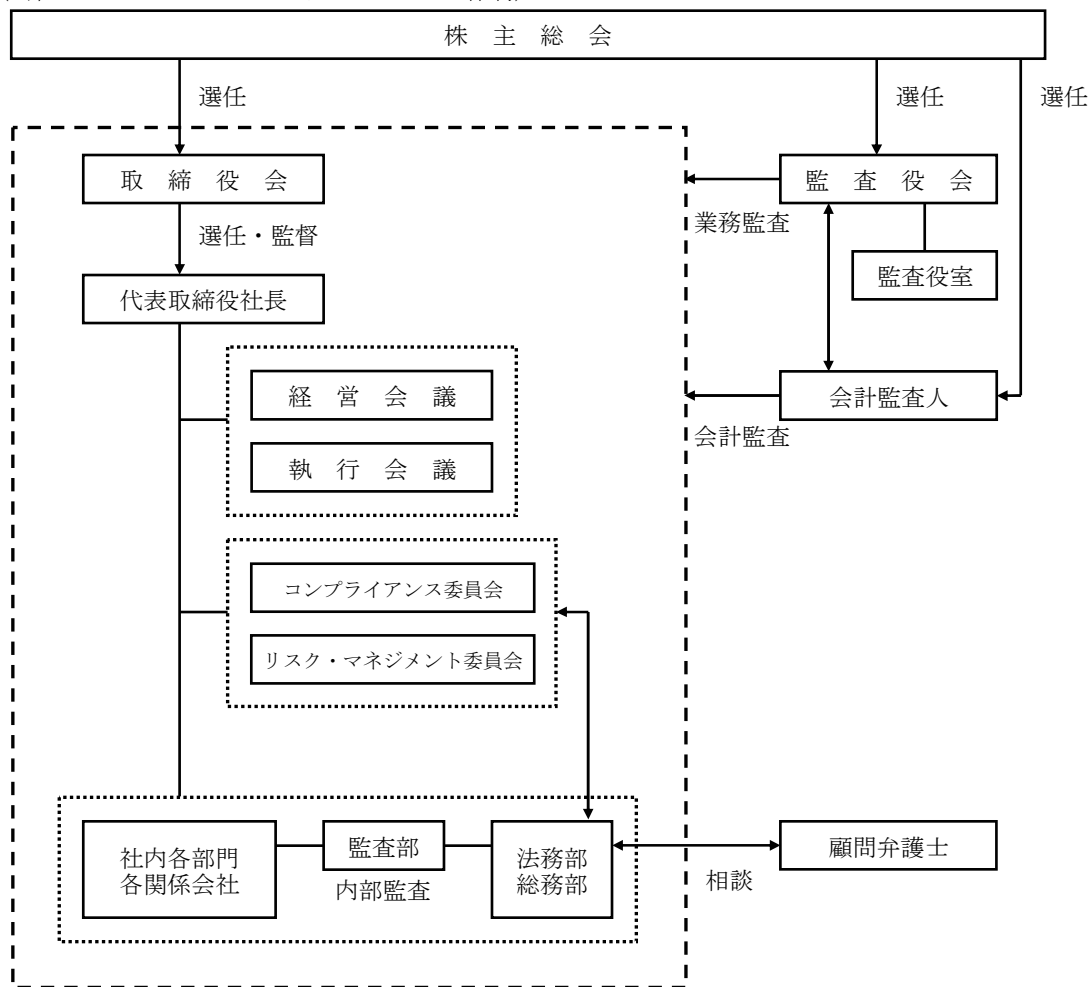 株 主 総 会
選任
選任
選任
取 締 役 会
監 査 役 会
業務監査
選任・監督
監査役室
代表取締役社長
経 営 会 議
会計監査人
会計監査
執 行 会 議
コンプライアンス委員会
リスク・マネジメント委員会
社内各部門
各関係会社
監査部
内部監査
法務部
総務部
相談
顧問弁護士